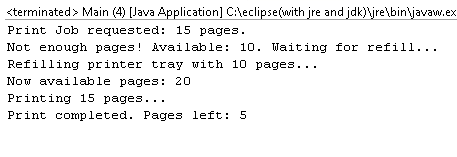 <terminated> Main (4) [Java Application] C:\eclipse(with jre and jdk)\jre\bin\javaw.ex
Print Job requested: 15 pages.
Not enough pages! Available: 10. Waiting for refill...
Refilling printer tray with 10 pages...
Now available pages: 20
Printing 15 pages...
Print completed. Pages left: 5